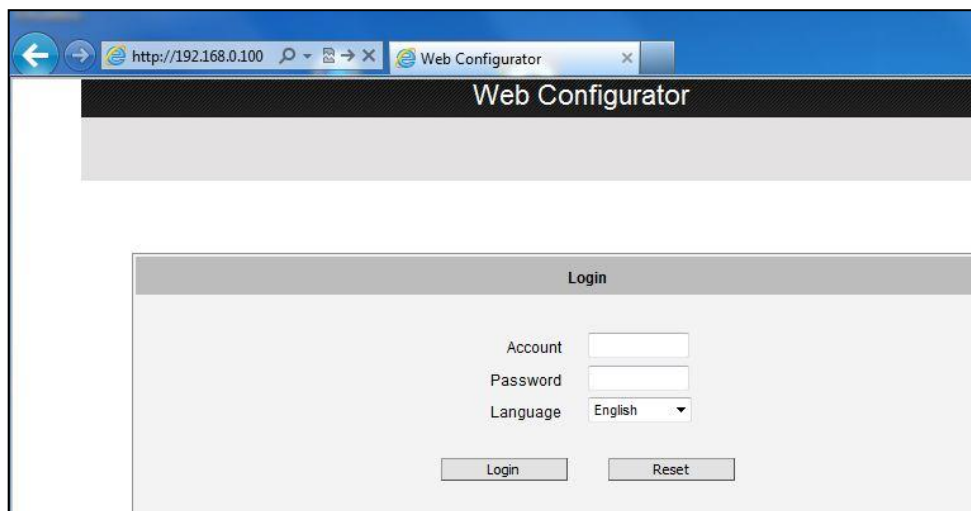 http://192.168.0.100
Web Configurator
Web Configurator
Login
Account
Password
Language English
Login Reset